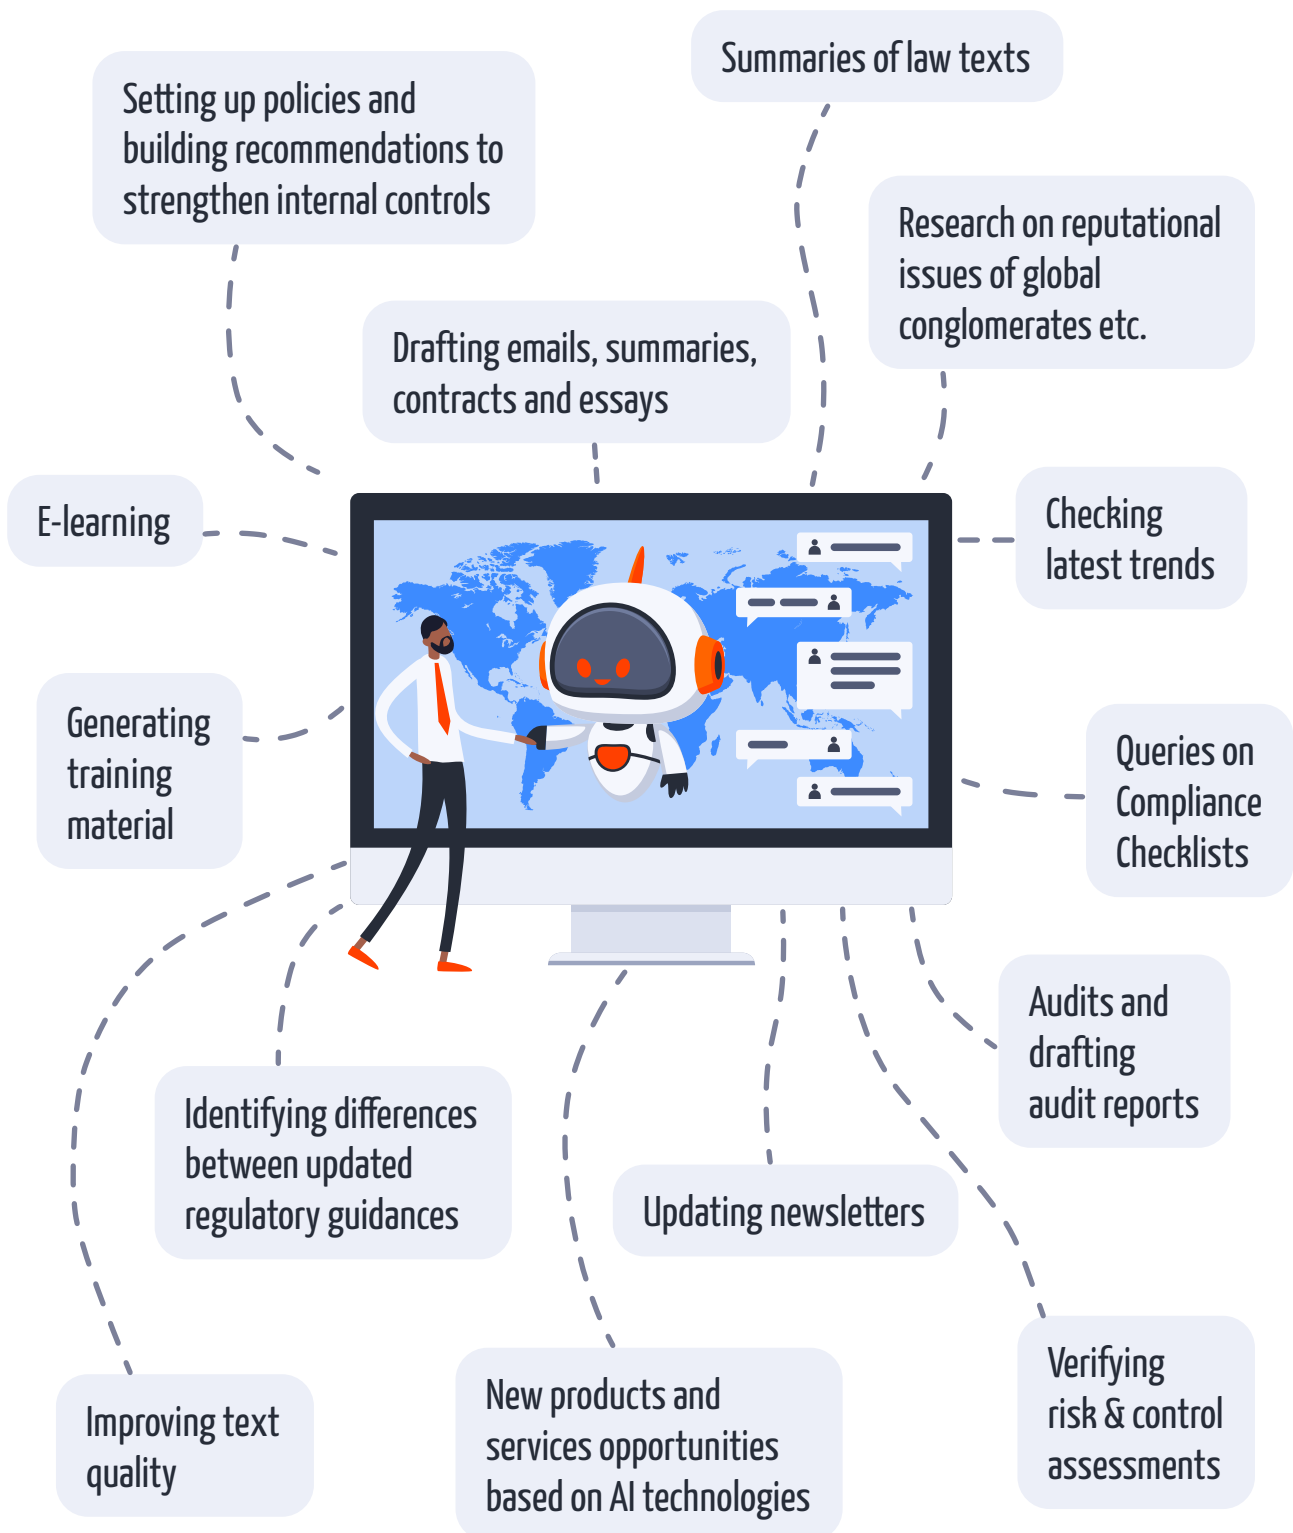 Summaries of law texts
Setting up policies and
building recommendations to
strengthen internal controls
Research on reputational
issues of global
conglomerates etc.
Drafting emails, summaries,
contracts and essays
E-learning
Checking
latest trends
Generating
training
material
Queries on
Compliance
Checklists
Audits and
drafting
audit reports
Identifying differences
between updated
regulatory guidances
Updating newsletters
Verifying
risk & control
assessments
Improving text
quality
New products and
services opportunities
based on AI technologies